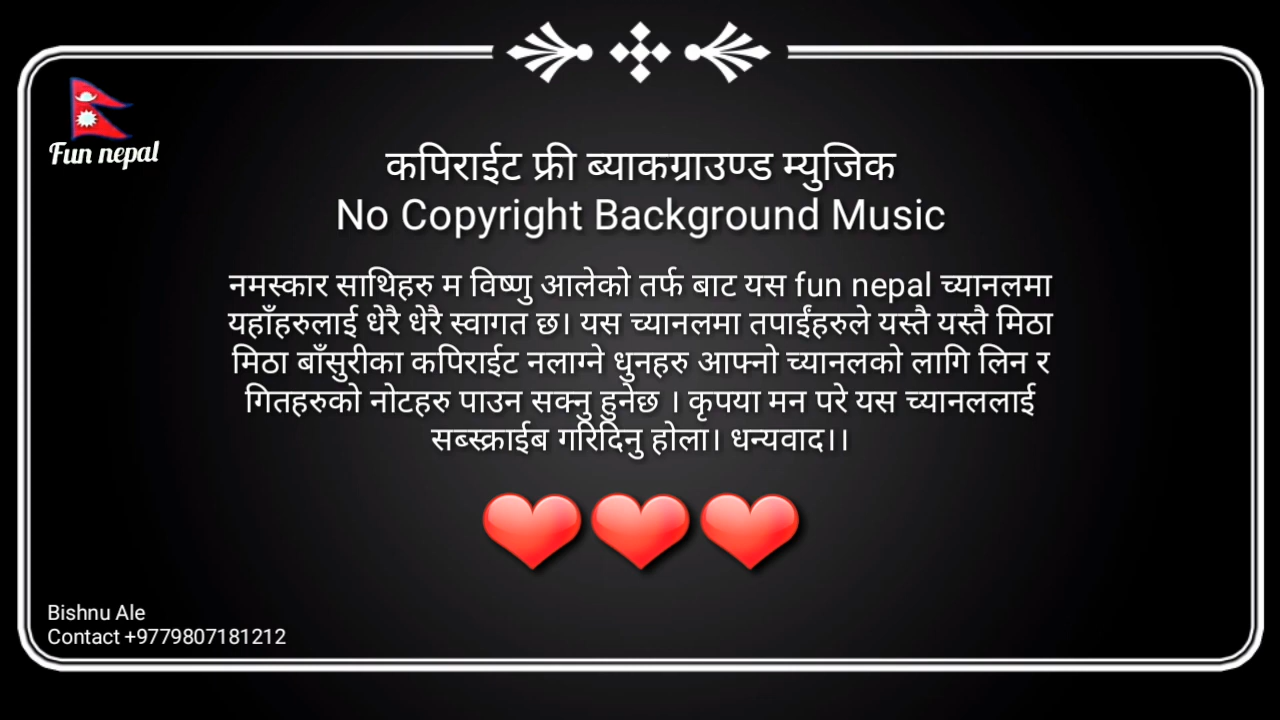 Fun nepal
कपिराईट फ्री ब्याकग्राउण्ड म्युजिक
No Copyright Background Music
नमस्कार साथिहरु म विष्णु आलेको तर्फ बाट यस fun nepal च्यानलमा
यहाँहरुलाई धेरै धेरै स्वागत छ। यस च्यानलमा तपाईंहरुले यस्तै यस्तै मिठा
मिठा बाँसुरीका कपिराईट नलाग्ने धुनहरु आफ्नो च्यानलको लागि लिन र
गितहरुको नोटहरु पाउन सक्नु हुनेछ । कृपया मन परे यस च्यानललाई
सब्स्क्राईब गरिदिनु होला। धन्यवाद।।
Bishnu Ale
Contact +9779807181212